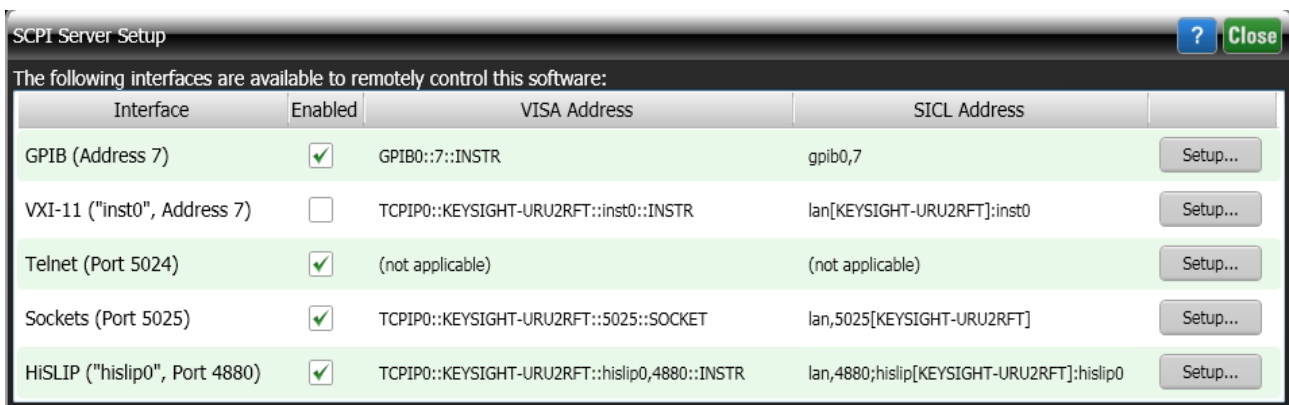 SCPI Server Setup ? Close
The following interfaces are available to remotely control this software:
Interface Enabled VISA Address SICL Address
GPIB (Address 7) GPIB0::7::INSTR gpib0,7 Setup...
VXI-11 ("inst0", Address 7) TCPIP0::KEYSIGHT-URU2RFT::inst0::INSTR lan[KEYSIGHT-URU2RFT]:inst0 Setup...
Telnet (Port 5024) (not applicable) (not applicable) Setup...
Sockets (Port 5025) TCPIP0::KEYSIGHT-URU2RFT::5025::SOCKET lan,5025[KEYSIGHT-URU2RFT] Setup...
HiSLIP ("hislip0", Port 4880) TCPIP0::KEYSIGHT-URU2RFT::hislip0,4880::INSTR lan,4880;hislip[KEYSIGHT-URU2RFT]:hislip0 Setup...